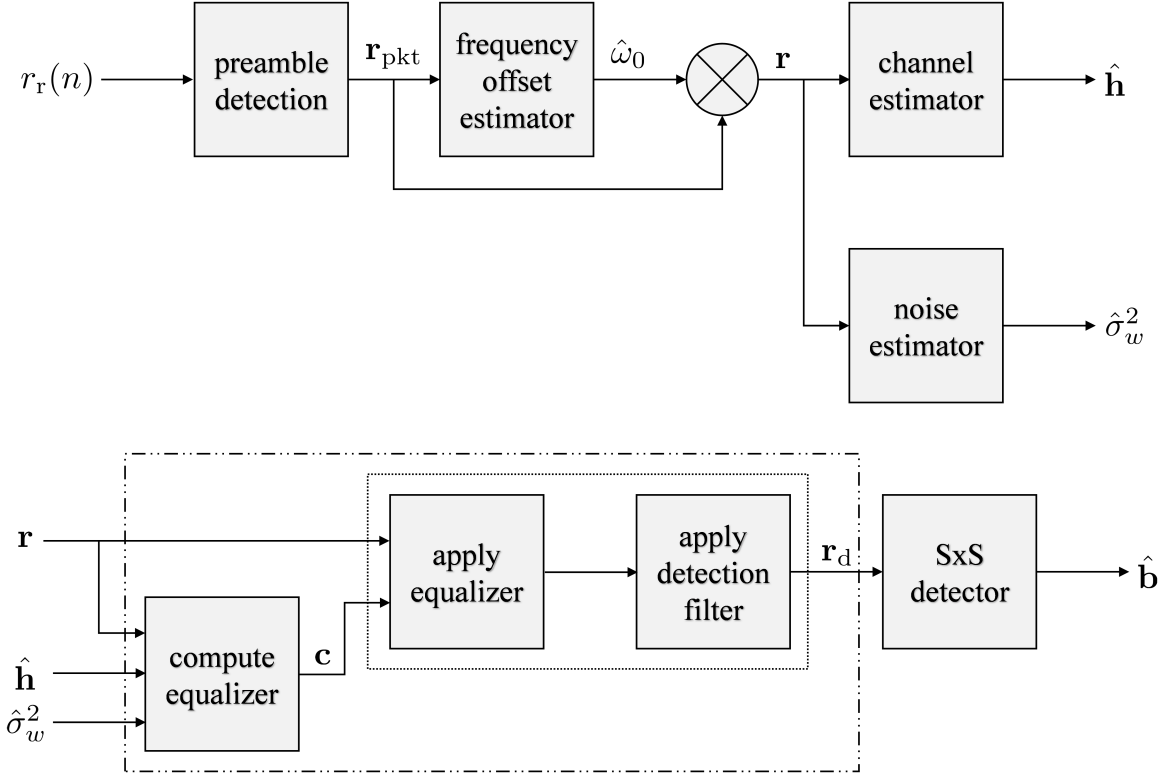 r_r(n)
preamble
detection
𝐫_pkt
frequency
offset
estimator
ω̂_0
𝐫
channel
estimator
𝐡̂
noise
estimator
σ̂_w^2
𝐫
𝐡̂
σ̂_w^2
compute
equalizer
𝐜
apply
equalizer
apply
detection
filter
𝐫_d
SxS
detector
𝐛̂